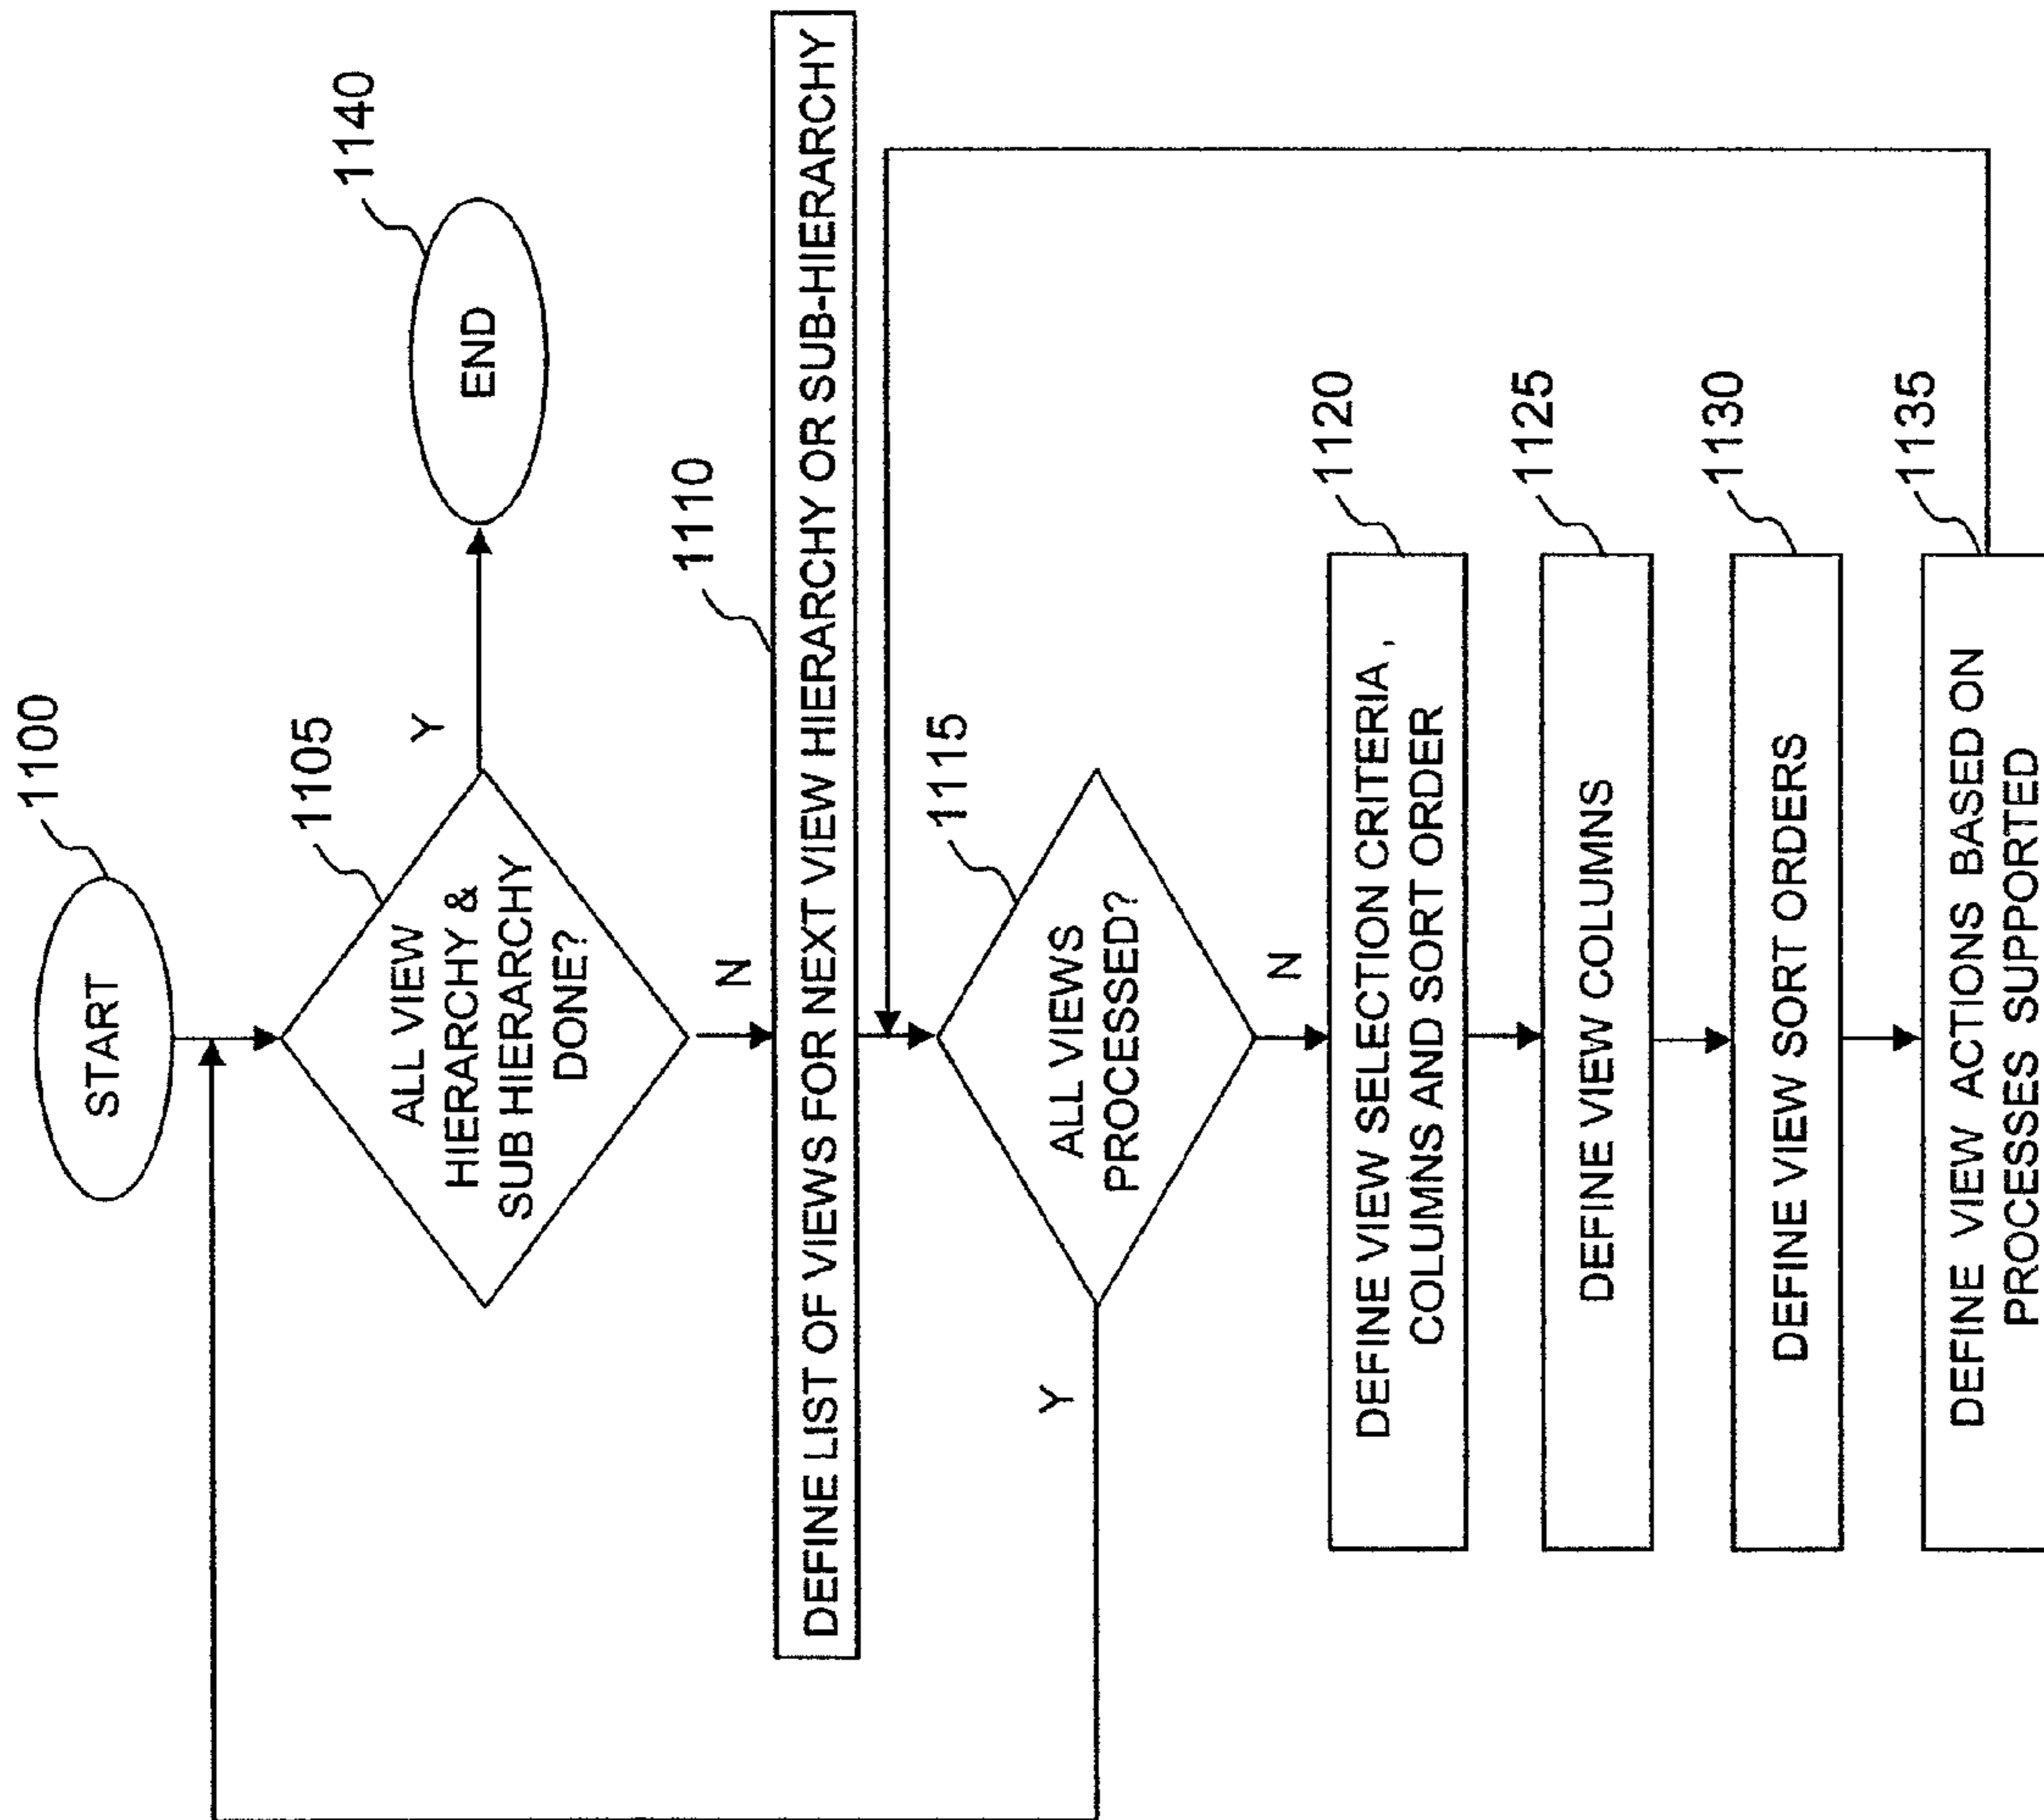 START
1100
ALL VIEW
HIERARCHY &
SUB HIERARCHY
DONE?
1105
Y
END
1140
N
DEFINE LIST OF VIEWS FOR NEXT VIEW HIERARCHY OR SUB-HIERARCHY
1110
ALL VIEWS
PROCESSED?
1115
Y
N
DEFINE VIEW SELECTION CRITERIA,
COLUMNS AND SORT ORDER
1120
DEFINE VIEW COLUMNS
1125
DEFINE VIEW SORT ORDERS
1130
DEFINE VIEW ACTIONS BASED ON
PROCESSES SUPPORTED
1135